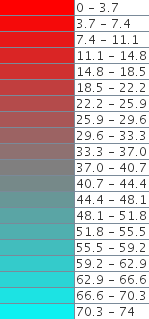 0 – 3.7
3.7 – 7.4
7.4 – 11.1
11.1 – 14.8
14.8 – 18.5
18.5 – 22.2
22.2 – 25.9
25.9 – 29.6
29.6 – 33.3
33.3 – 37.0
37.0 – 40.7
40.7 – 44.4
44.4 – 48.1
48.1 – 51.8
51.8 – 55.5
55.5 – 59.2
59.2 – 62.9
62.9 – 66.6
66.6 – 70.3
70.3 – 74